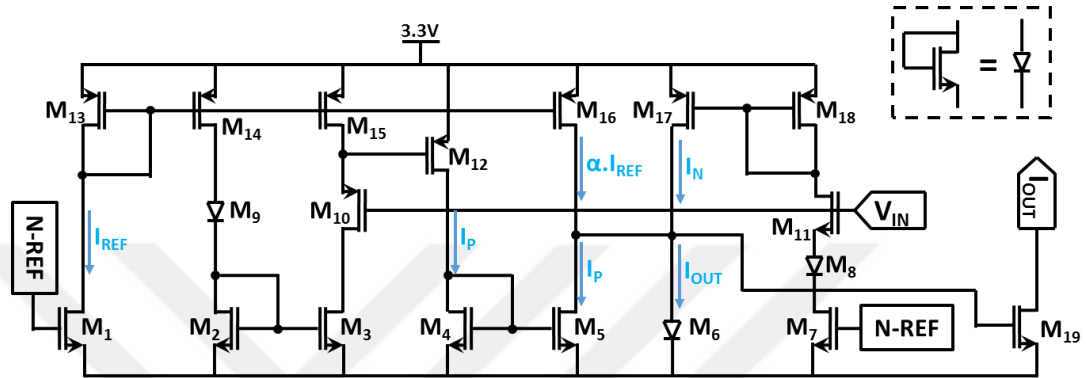 3.3V
M13
M14
M15
M12
M16
M17
M18
=
α.IREF
IN
M9
M10
M11
VIN
IOUT
N-REF
IREF
IP
IP
IOUT
M8
M1
M2
M3
M4
M5
M6
M7
N-REF
M19